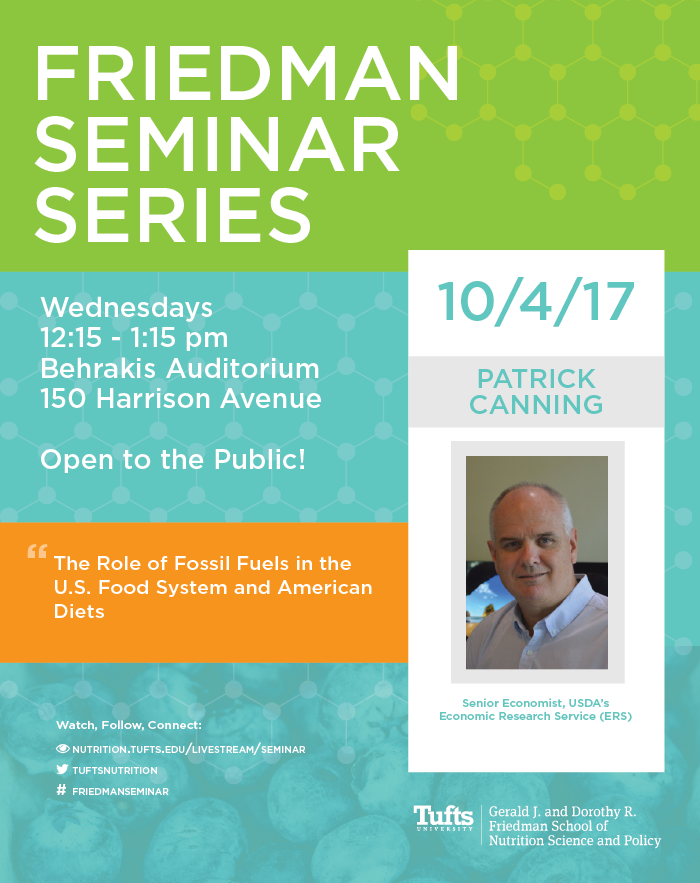 FRIEDMAN
SEMINAR
SERIES
Wednesdays
12:15 - 1:15 pm
Behrakis Auditorium
150 Harrison Avenue
Open to the Public!
10/4/17
PATRICK
CANNING
“
The Role of Fossil Fuels in the
U.S. Food System and American
Diets
Senior Economist, USDA's
Economic Research Service (ERS)
Watch, Follow, Connect:
NUTRITION.TUFTS.EDU/LIVESTREAM/SEMINAR
TUFTSNUTRITION
# FRIEDMANSEMINAR
Tufts
UNIVERSITY
Gerald J. and Dorothy R.
Friedman School of
Nutrition Science and Policy